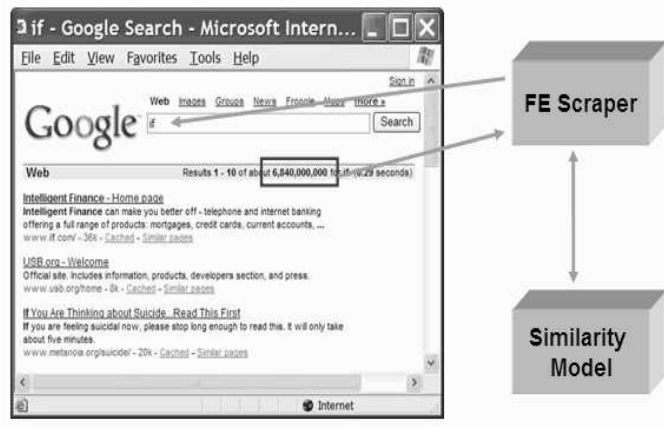 if - Google Search - Microsoft Intern...
File Edit View Favorites Tools Help
Sign in
Web Images Groups News Froogle Maps more »
Google
if
Search
Web Results 1 - 10 of about 6,840,000,000 for if. (0.29 seconds)
Intelligent Finance - Home page
Intelligent Finance can make you better off - telephone and internet banking
offering a full range of products: mortgages, credit cards, current accounts, ...
www.if.com/ - 36k - Cached - Similar pages
USB.org - Welcome
Official site. Includes information, products, developers section, and press.
www.usb.org/home - 8k - Cached - Similar pages
If You Are Thinking about Suicide...Read This First
If you are feeling suicidal now, please stop long enough to read this. It will only take
about five minutes.
www.metanoia.org/suicide/ - 20k - Cached - Similar pages
Internet
FE Scraper
Similarity
Model